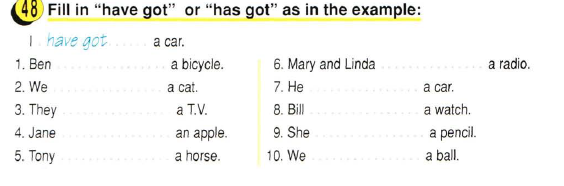 48 Fill in “have got” or “has got” as in the example:
I have got ...... a car.
1. Ben .................. a bicycle.
2. We .................. a cat.
3. They .................. a T.V.
4. Jane .................. an apple.
5. Tony .................. a horse.
6. Mary and Linda .................. a radio.
7. He .................. a car.
8. Bill .................. a watch.
9. She .................. a pencil.
10. We .................. a ball.